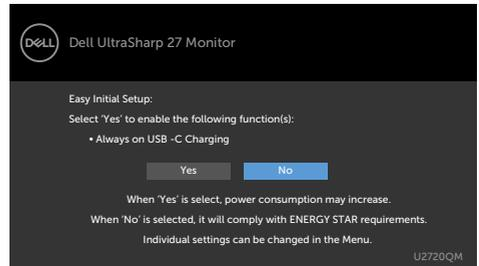 DELL
Dell UltraSharp 27 Monitor
Easy Initial Setup:
Select ‘Yes’ to enable the following function(s):
• Always on USB -C Charging
Yes No
When ‘Yes’ is select, power consumption may increase.
When ‘No’ is selected, it will comply with ENERGY STAR requirements.
Individual settings can be changed in the Menu.
U2720QM